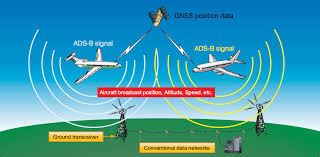 GNSS position data
ADS-B signal
ADS-B signal
Aircraft broadcast position, Altitude, Speed, etc.
Ground transceiver
Conventional data networks